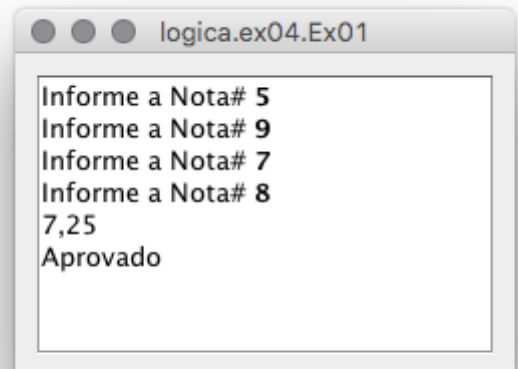 logica.ex04.Ex01
Informe a Nota# 5
Informe a Nota# 9
Informe a Nota# 7
Informe a Nota# 8
7,25
Aprovado